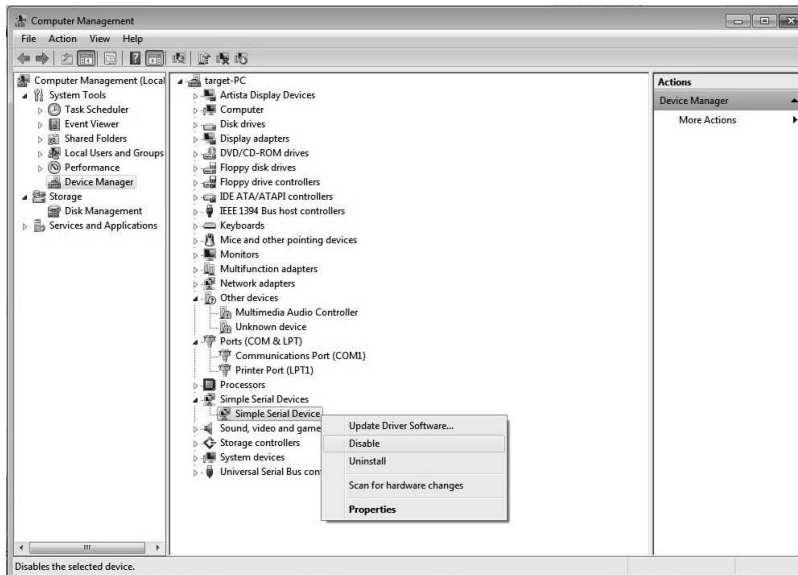 Computer Management
File Action View Help
Computer Management (Local
System Tools
Task Scheduler
Event Viewer
Shared Folders
Local Users and Groups
Performance
Device Manager
Storage
Disk Management
Services and Applications
target-PC
Artista Display Devices
Computer
Disk drives
Display adapters
DVD/CD-ROM drives
Floppy disk drives
Floppy drive controllers
IDE ATA/ATAPI controllers
IEEE 1394 Bus host controllers
Keyboards
Mice and other pointing devices
Monitors
Multifunction adapters
Network adapters
Other devices
Multimedia Audio Controller
Unknown device
Ports (COM & LPT)
Communications Port (COM1)
Printer Port (LPT1)
Processors
Simple Serial Devices
Simple Serial Device
Sound, video and game
Storage controllers
System devices
Universal Serial Bus con
Update Driver Software...
Disable
Uninstall
Scan for hardware changes
Properties
Actions
Device Manager
More Actions
Disables the selected device.